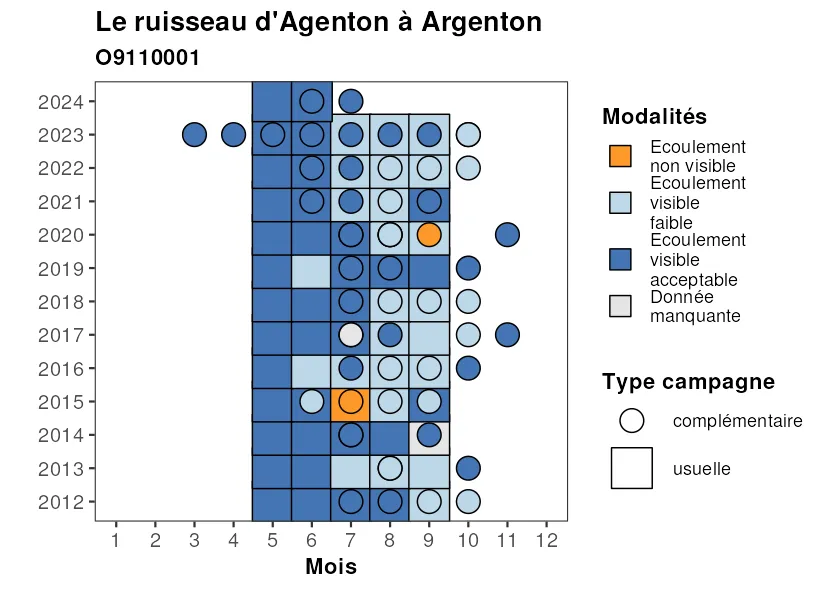 Le ruisseau d'Agenton à Argenton
O9110001
2024
2023
2022
2021
2020
2019
2018
2017
2016
2015
2014
2013
2012
1 2 3 4 5 6 7 8 9 10 11 12
Mois
Modalités
Ecoulement
non visible
Ecoulement
visible
faible
Ecoulement
visible
acceptable
Donnée
manquante
Type campagne
complémentaire
usuelle